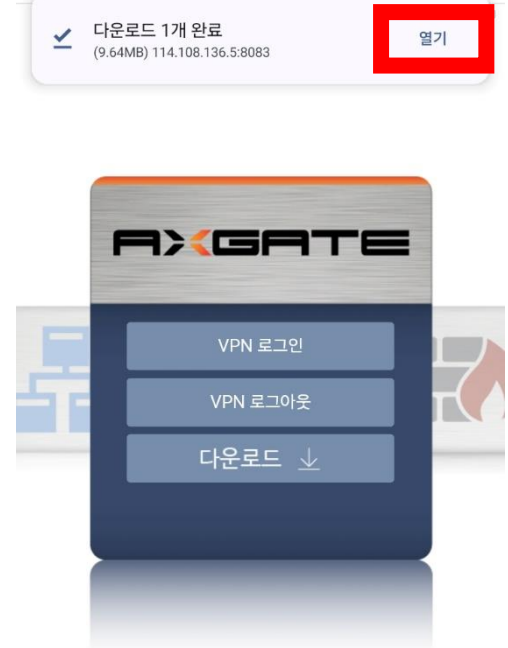 다운로드 1개 완료
(9.64MB) 114.108.136.5:8083
열기
AXGATE
VPN 로그인
VPN 로그아웃
다운로드